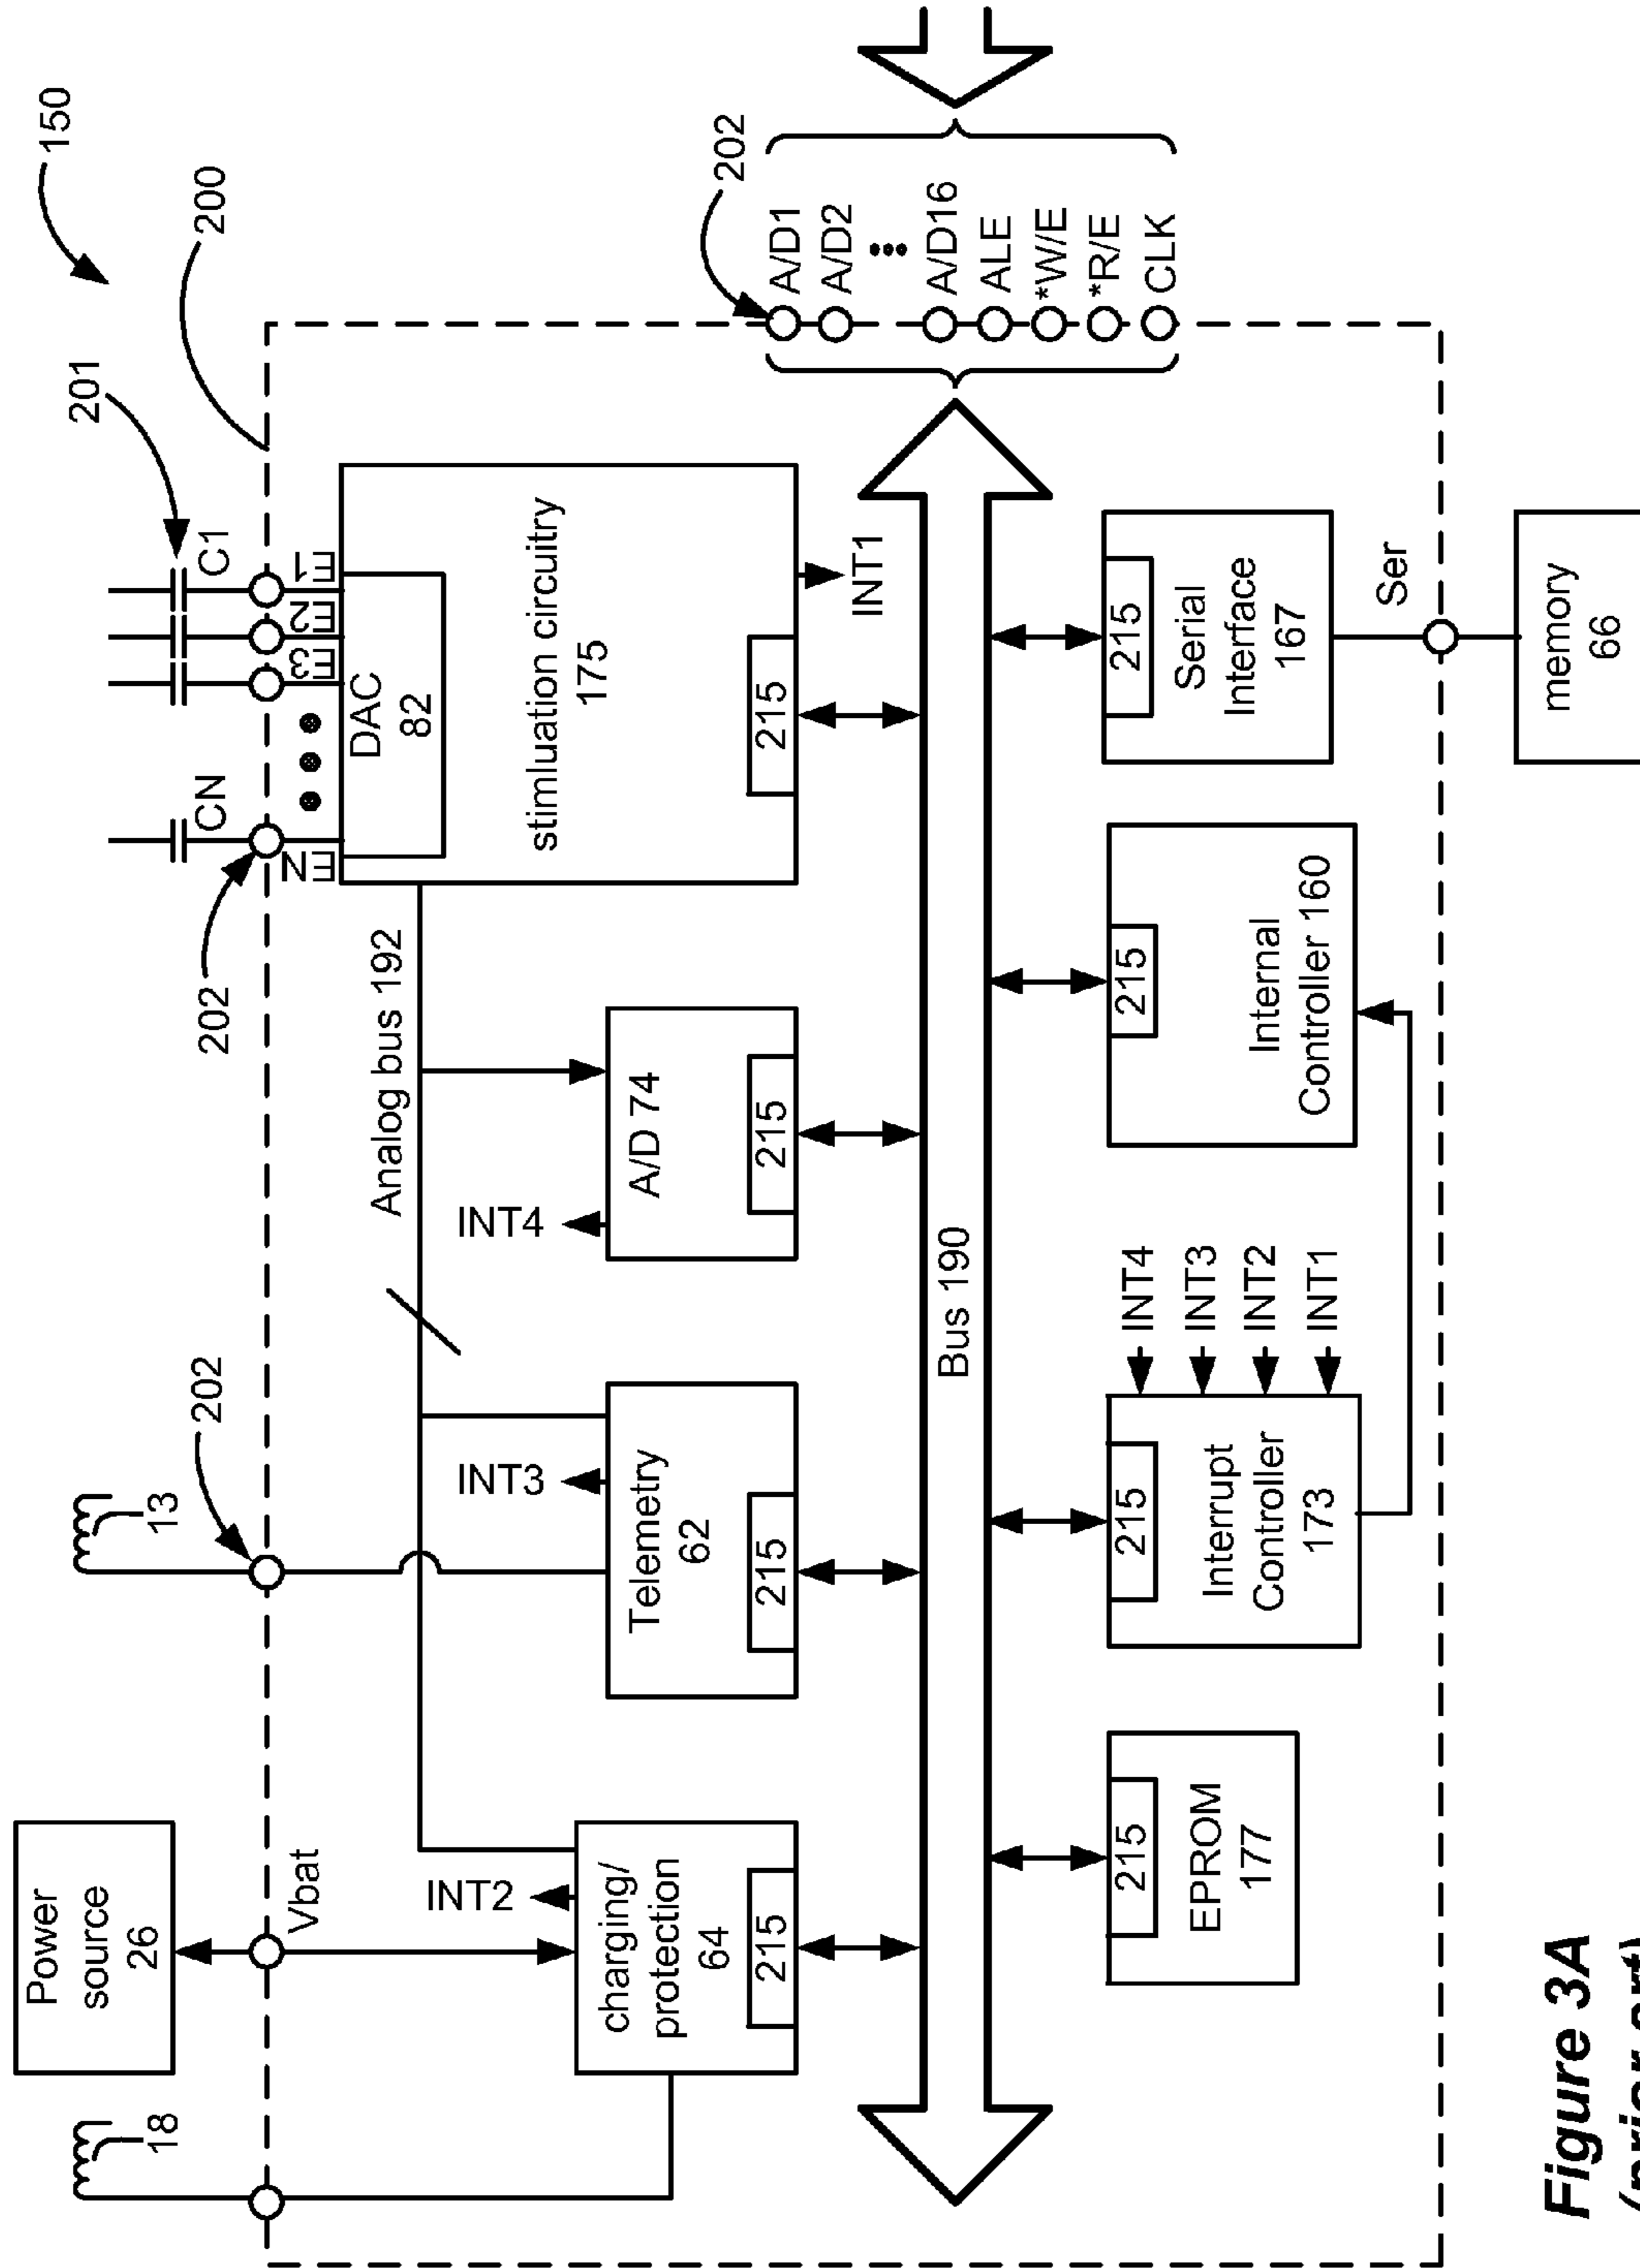 150
200
201
202
C1
CN
E1
E2
E3
EN
DAC
82
stimluation circuitry
175
215
INT1
202
A/D1
A/D2
A/D16
ALE
*W/E
*R/E
CLK
Analog bus 192
A/D 74
215
INT4
202
13
Telemetry
62
215
INT3
Power
source
26
Vbat
18
charging/
protection
64
215
INT2
Bus 190
215
EPROM
177
215
Interrupt
Controller
173
INT4
INT3
INT2
INT1
215
Internal
Controller 160
215
Serial
Interface
167
Ser
memory
66
Figure 3A
(prior art)